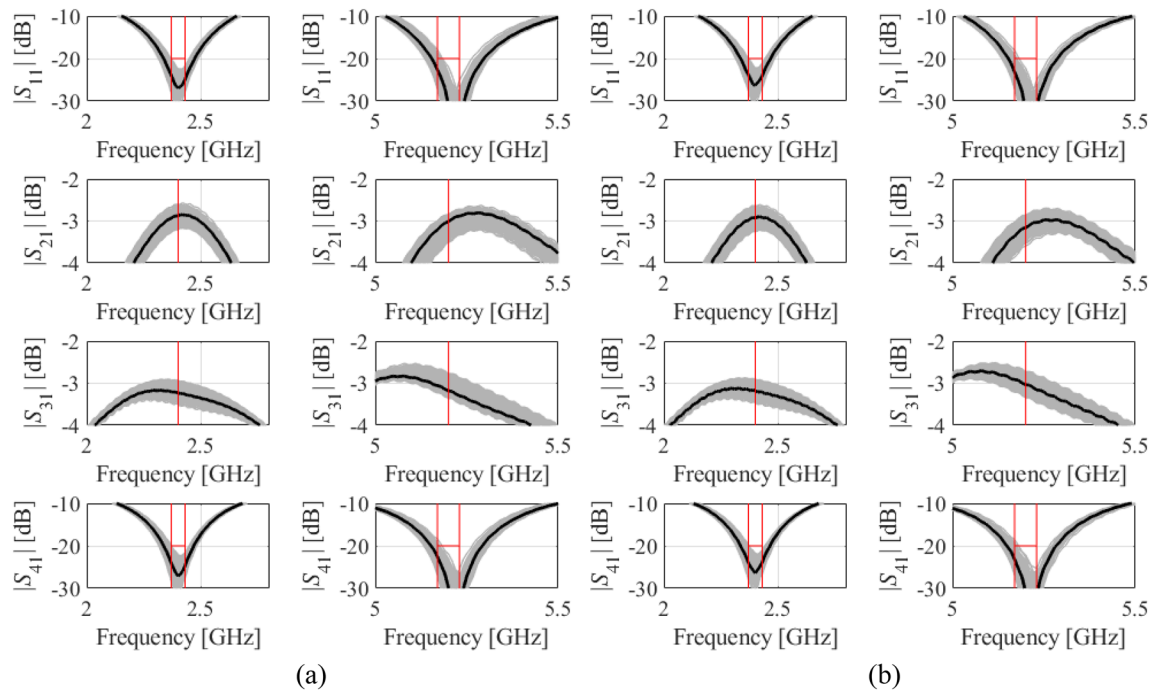 |S11| [dB] -10 -20 -30 2 2.5 Frequency [GHz]
|S11| [dB] -10 -20 -30 5 5.5 Frequency [GHz]
|S11| [dB] -10 -20 -30 2 2.5 Frequency [GHz]
|S11| [dB] -10 -20 -30 5 5.5 Frequency [GHz]
|S21| [dB] -2 -3 -4 2 2.5 Frequency [GHz]
|S21| [dB] -2 -3 -4 5 5.5 Frequency [GHz]
|S21| [dB] -2 -3 -4 2 2.5 Frequency [GHz]
|S21| [dB] -2 -3 -4 5 5.5 Frequency [GHz]
|S31| [dB] -2 -3 -4 2 2.5 Frequency [GHz]
|S31| [dB] -2 -3 -4 5 5.5 Frequency [GHz]
|S31| [dB] -2 -3 -4 2 2.5 Frequency [GHz]
|S31| [dB] -2 -3 -4 5 5.5 Frequency [GHz]
|S41| [dB] -10 -20 -30 2 2.5 Frequency [GHz]
|S41| [dB] -10 -20 -30 5 5.5 Frequency [GHz]
|S41| [dB] -10 -20 -30 2 2.5 Frequency [GHz]
|S41| [dB] -10 -20 -30 5 5.5 Frequency [GHz]
(a)
(b)